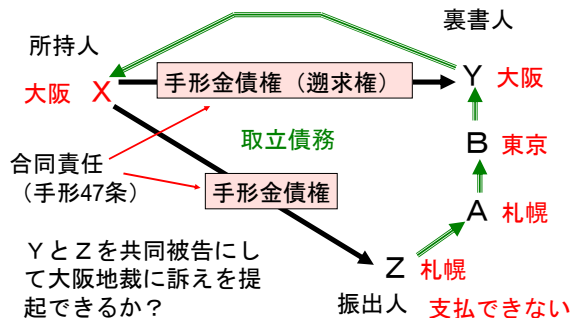 裏書人
所持人
大阪 X
手形金債権（遡求権）
Y 大阪
取立債務
B 東京
合同責任
（手形47条）
手形金債権
A 札幌
ＹとＺを共同被告にし
て大阪地裁に訴えを提
起できるか？
Z 札幌
振出人 支払できない